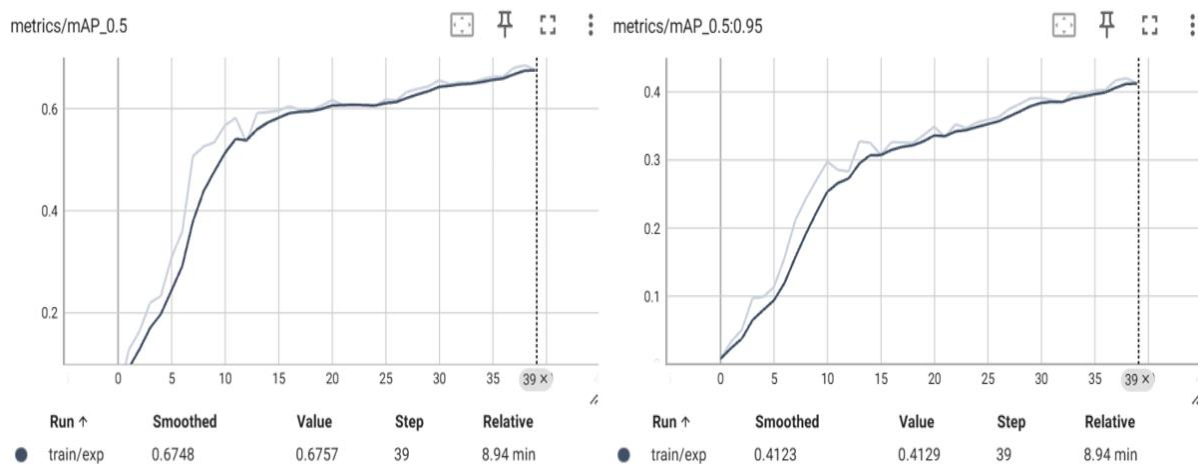 metrics/mAP_0.5
0.6
0.4
0.2
0 5 10 15 20 25 30 35 39 ×
Run ↑ Smoothed Value Step Relative
train/exp 0.6748 0.6757 39 8.94 min
metrics/mAP_0.5:0.95
0.4
0.3
0.2
0.1
0 5 10 15 20 25 30 35 39 ×
Run ↑ Smoothed Value Step Relative
train/exp 0.4123 0.4129 39 8.94 min